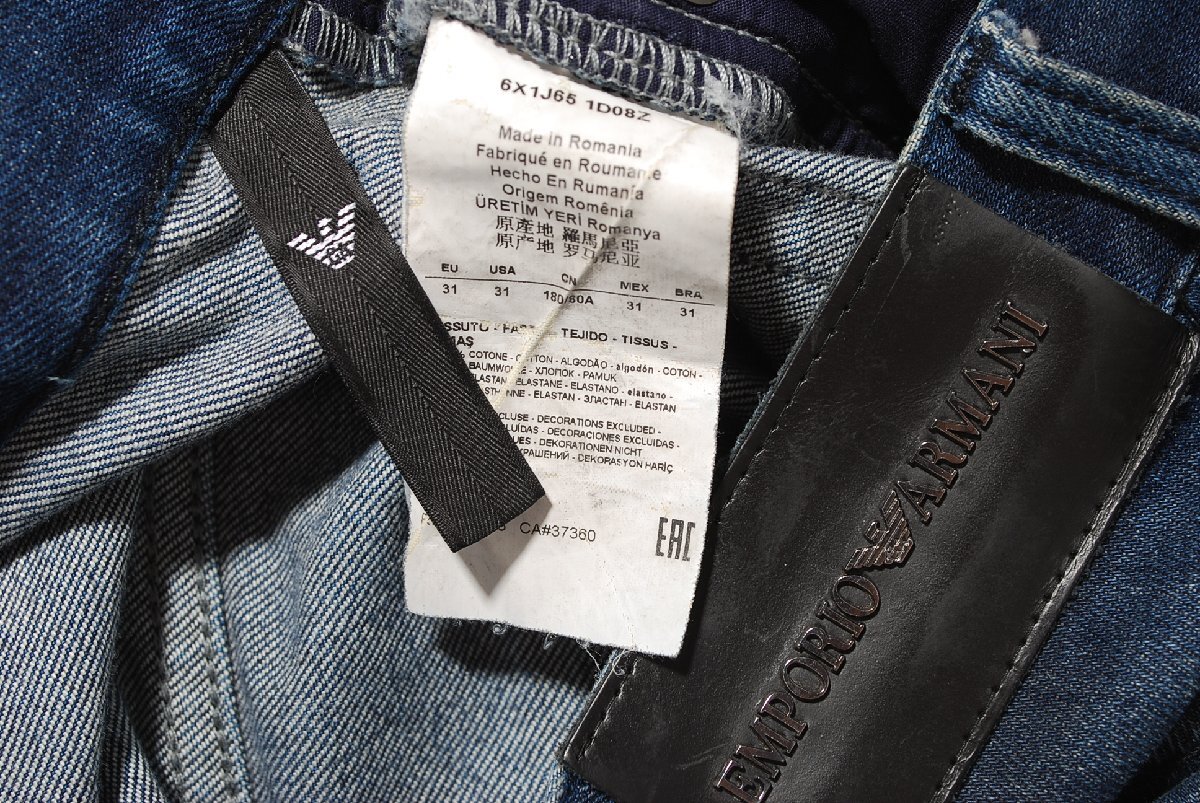 6X1J65 1D08Z
Made in Romania
Fabriqué en Roumanie
Hecho En Rumanía
Origem Romênia
ÜRETİM YERİ Romanya
原產地 羅馬尼亞
原产地 罗马尼亚
EU USA CN MEX BRA
31 31 180/80A 31 31
TEJIDO - TISSUS -
COTONE - COTTON - ALGODÃO - algodón - COTON -
BAUMWOLLE - ХЛОПОК - PAMUK
ELASTAN - ELASTANE - ELASTANO - elastano -
ELASTAN - ЭЛАСТАН - ELASTAN
DECORATIONS EXCLUDED -
DECORACIONES EXCLUIDAS -
DEKORATIONEN NICHT
DEKORASYON HARİÇ
CA#37360
EAC
EMPORIO ARMANI